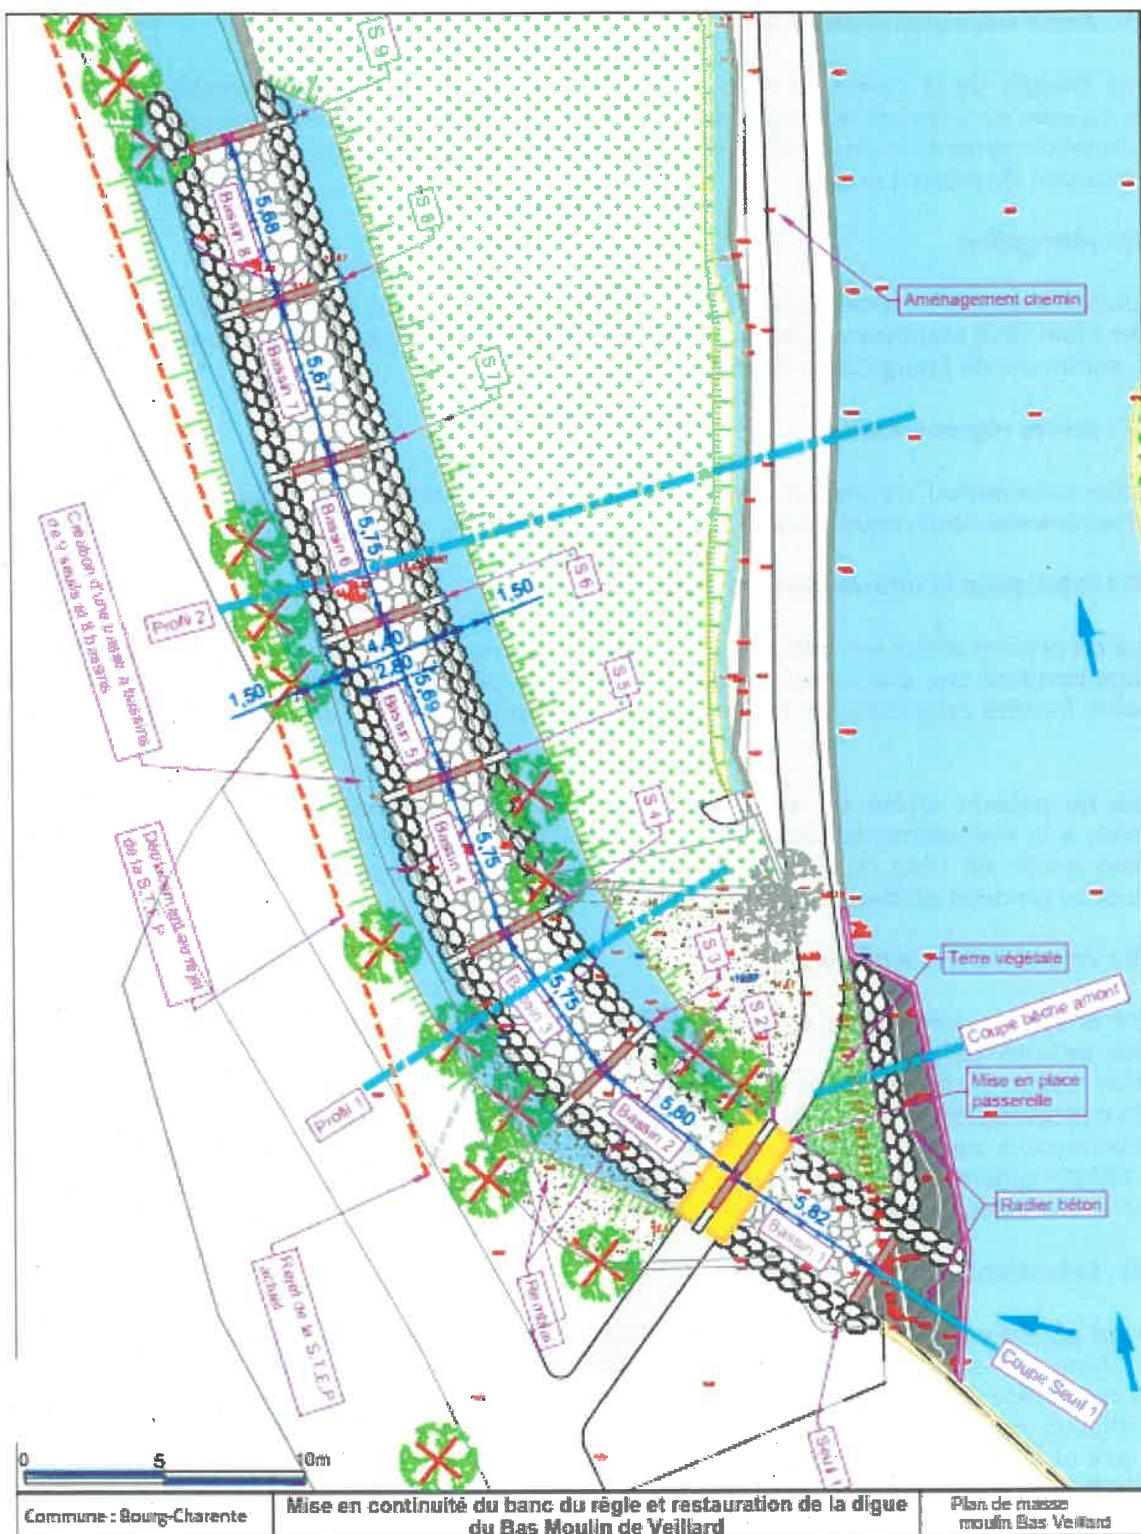 S 9
S 8
Bassin 8
5,68
S 7
Aménagement chemin
Bassin 7
5,67
S 6
Bassin 6
5,75
1,50
Création d'une passe à bassins
de 9 seuils et 8 bassins
Profil 2
4,40
2,80
1,50
S 5
Bassin 5
5,69
S 4
Bassin 4
5,75
de la S.T.E.P
S 3
S 2
Terre végétale
Coupe bêche amont
Bassin 3
5,75
Mise en place
passerelle
Profil 1
Bassin 2
5,80
Radier béton
Bassin 1
5,82
Rejet de la S.T.E.P
actuel
Remblai
Coupe Seuil 1
Seuil 1
0 5 10m
Commune : Bourg-Charente
Mise en continuité du banc du règle et restauration de la digue
du Bas Moulin de Veillard
Plan de masse
moulin Bas Veillard